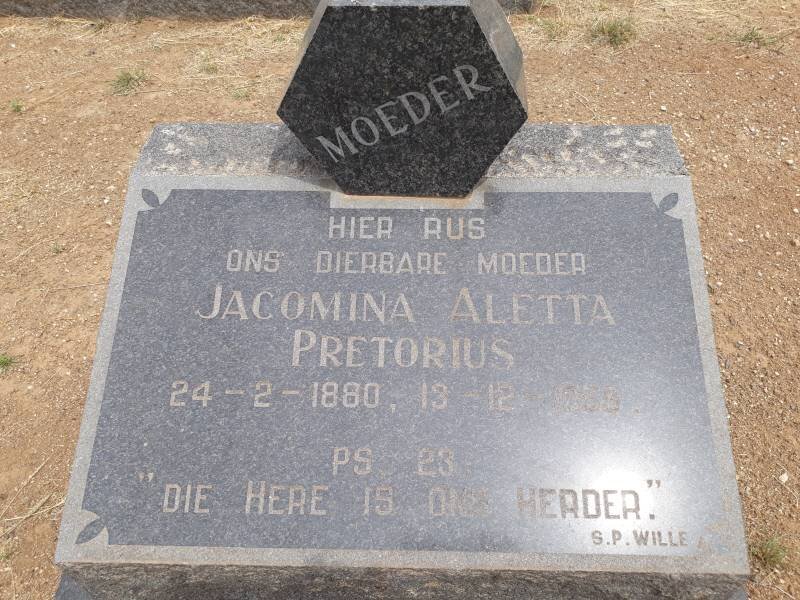 MOEDER
HIER RUS
ONS DIERBARE MOEDER
JACOMINA ALETTA
PRETORIUS
24-2-1880, 13-12-
PS. 23.
"DIE HERE IS ONS HERDER."
S.P. WILLE